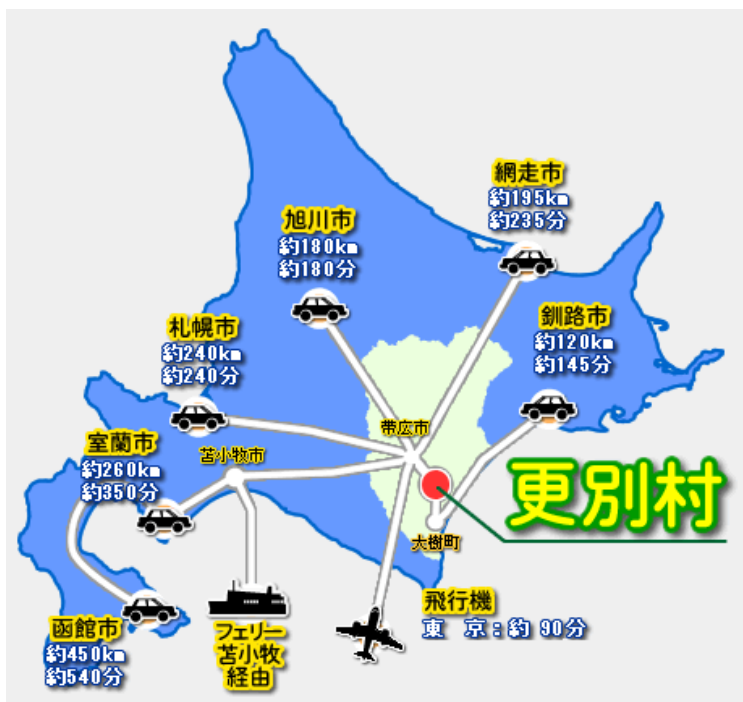 網走市
約195km
約235分
旭川市
約180km
約180分
釧路市
約120km
約145分
札幌市
約240km
約240分
帯広市
室蘭市
約260km
約350分
苫小牧市
更別村
大樹町
飛行機
東 京：約 90分
函館市
約450km
約540分
フェリー
苫小牧
経由